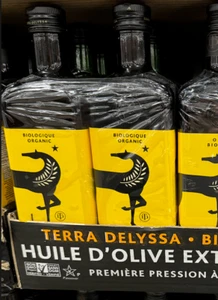 BIOLOGIQUE
ORGANIC
BIOLOGIQUE
ORGANIC
TERRA DELYSSA • BI
HUILE D'OLIVE EXT
PREMIÈRE PRESSION À